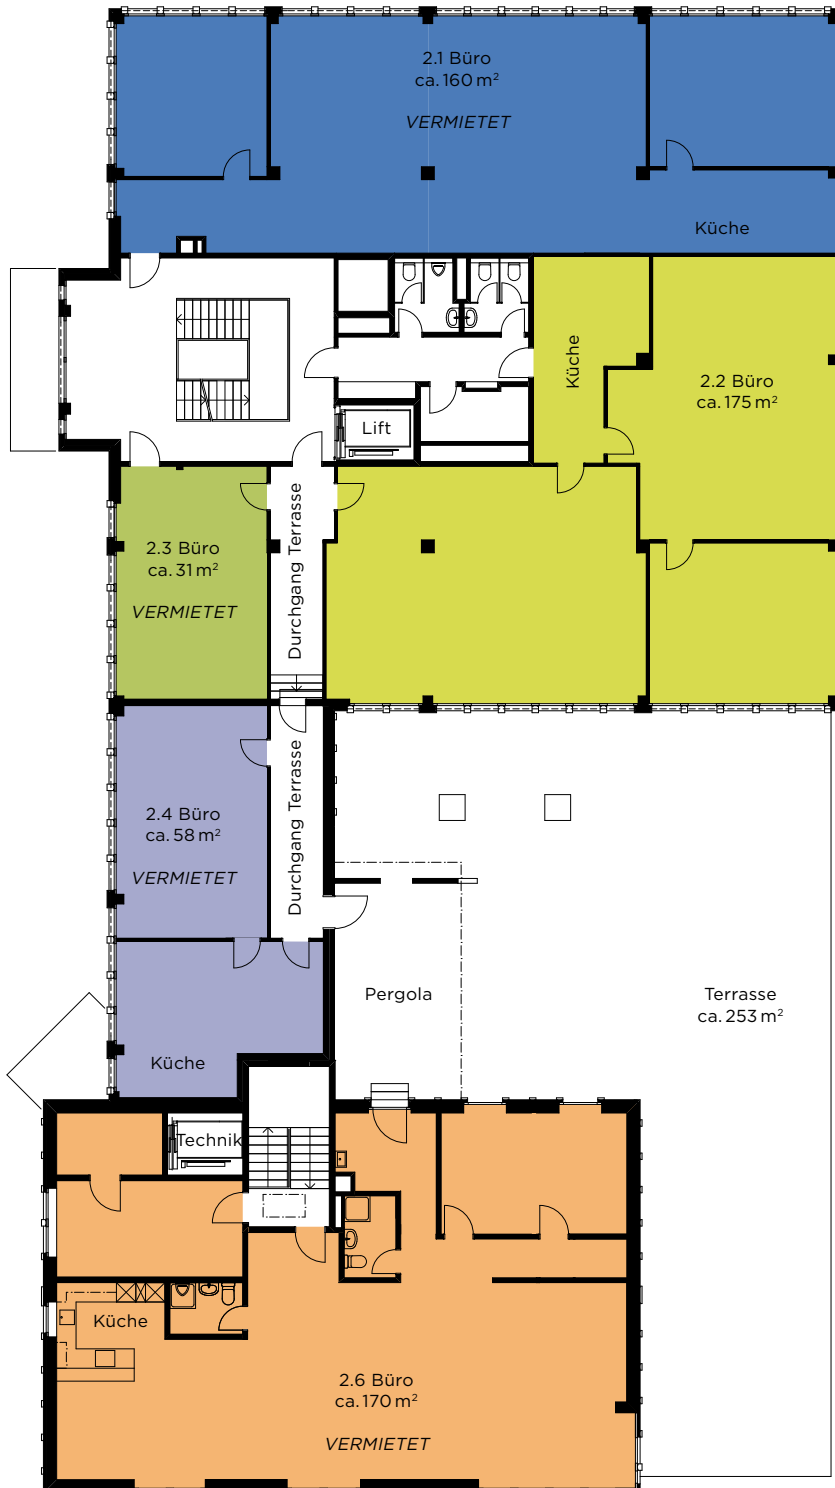 2.1 Büro
ca. 160 m²
VERMIETET
Küche
Küche
2.2 Büro
ca. 175 m²
Lift
2.3 Büro
ca. 31 m²
VERMIETET
Durchgang Terrasse
2.4 Büro
ca. 58 m²
VERMIETET
Durchgang Terrasse
Pergola
Terrasse
ca. 253 m²
Küche
Technik
Küche
2.6 Büro
ca. 170 m²
VERMIETET